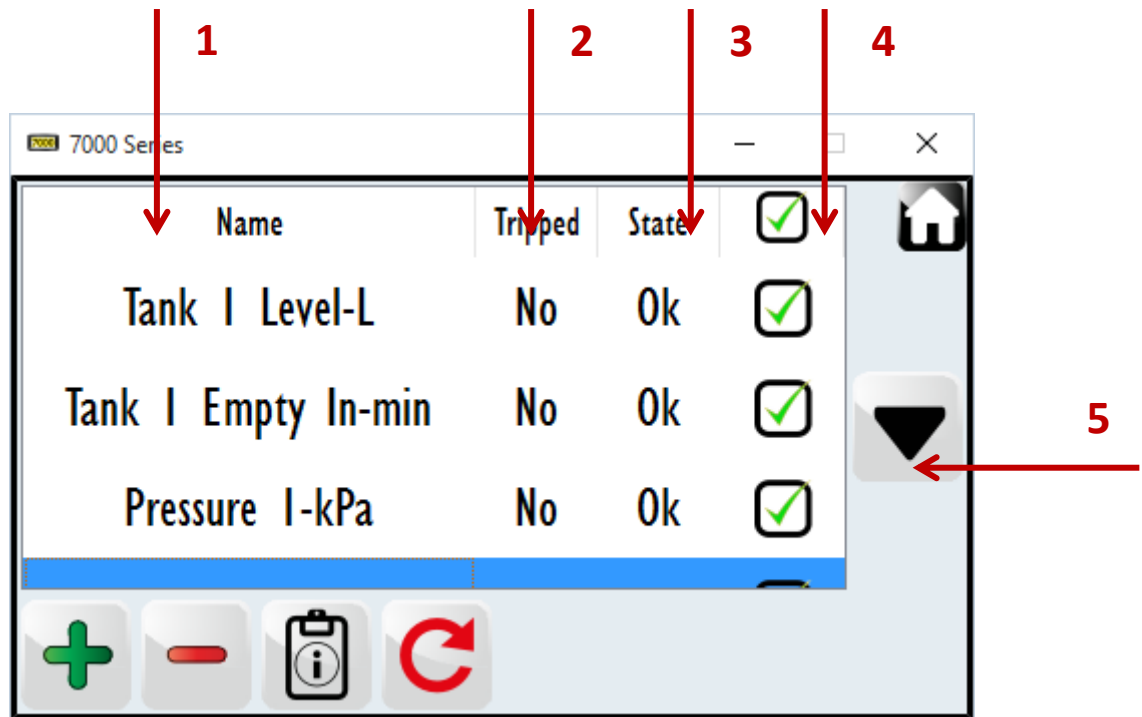 1 2 3 4
7000 Series
Name Tripped State
Tank 1 Level-L No Ok
Tank 1 Empty In-min No Ok
5
Pressure 1-kPa No Ok